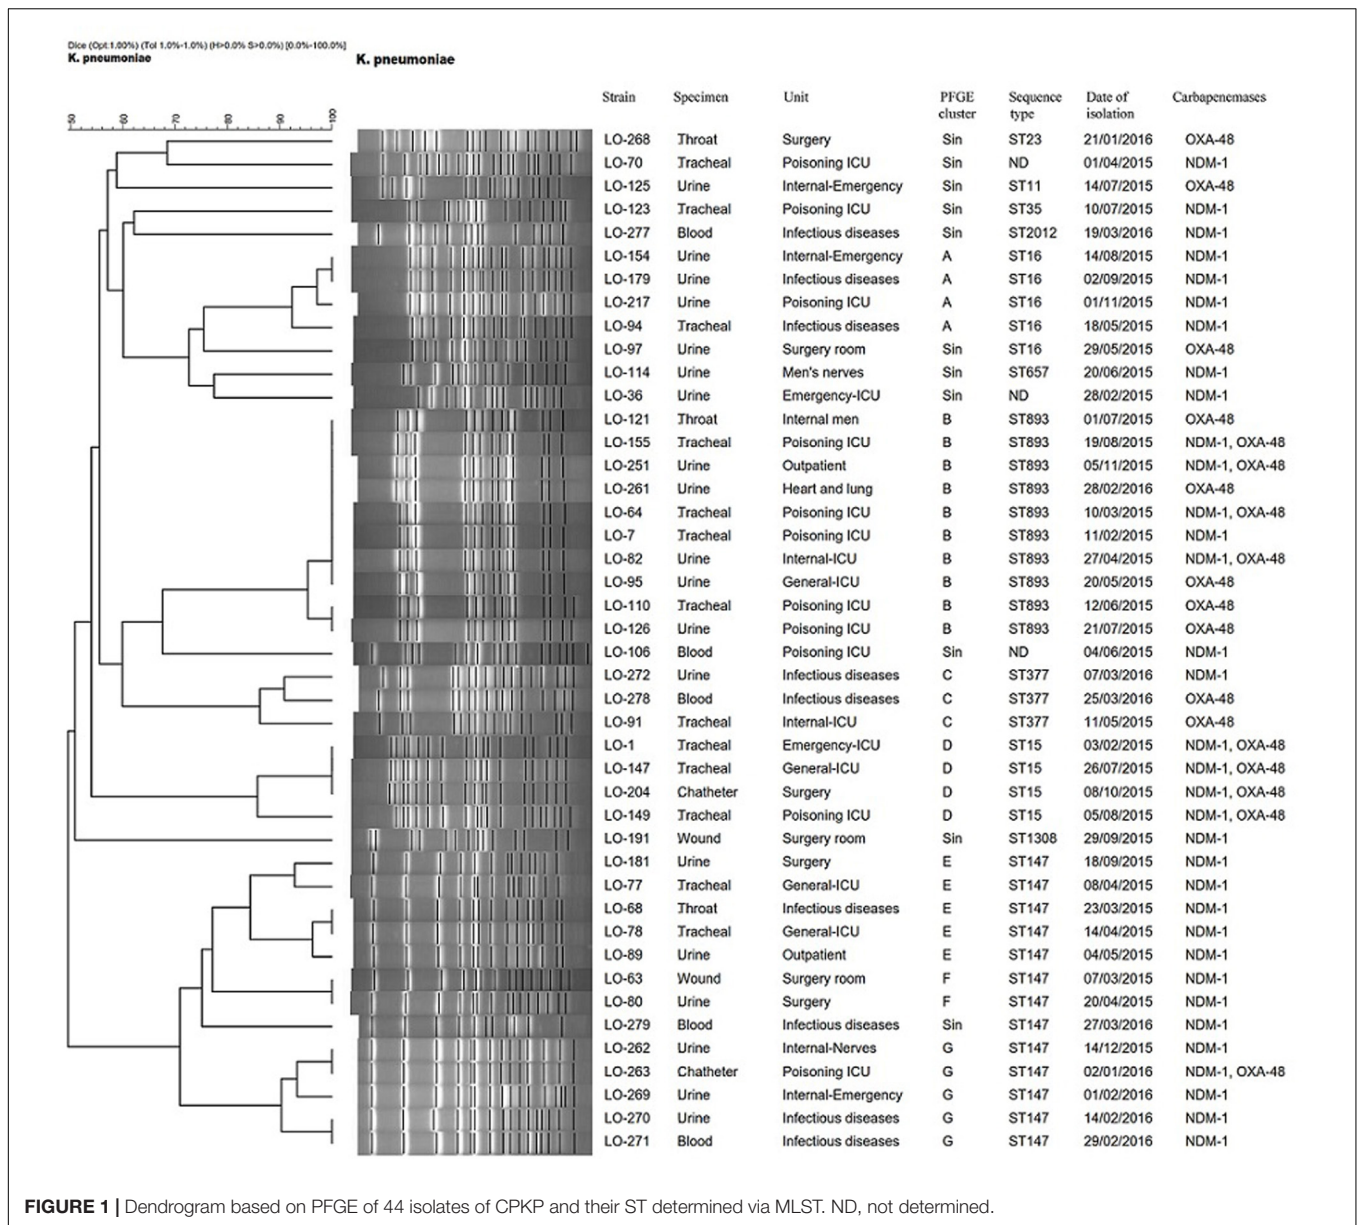 Dice (Opt:1.00%) (Tol 1.0%-1.0%) (H>0.0% S>0.0%) [0.0%-100.0%]
K. pneumoniae K. pneumoniae
50 60 70 80 90 100
Strain Specimen Unit PFGE cluster Sequence type Date of isolation Carbapenemases
LO-268 Throat Surgery Sin ST23 21/01/2016 OXA-48
LO-70 Tracheal Poisoning ICU Sin ND 01/04/2015 NDM-1
LO-125 Urine Internal-Emergency Sin ST11 14/07/2015 OXA-48
LO-123 Tracheal Poisoning ICU Sin ST35 10/07/2015 NDM-1
LO-277 Blood Infectious diseases Sin ST2012 19/03/2016 NDM-1
LO-154 Urine Internal-Emergency A ST16 14/08/2015 NDM-1
LO-179 Urine Infectious diseases A ST16 02/09/2015 NDM-1
LO-217 Urine Poisoning ICU A ST16 01/11/2015 NDM-1
LO-94 Tracheal Infectious diseases A ST16 18/05/2015 NDM-1
LO-97 Urine Surgery room Sin ST16 29/05/2015 OXA-48
LO-114 Urine Men's nerves Sin ST657 20/06/2015 NDM-1
LO-36 Urine Emergency-ICU Sin ND 28/02/2015 NDM-1
LO-121 Throat Internal men B ST893 01/07/2015 OXA-48
LO-155 Tracheal Poisoning ICU B ST893 19/08/2015 NDM-1, OXA-48
LO-251 Urine Outpatient B ST893 05/11/2015 NDM-1, OXA-48
LO-261 Urine Heart and lung B ST893 28/02/2016 OXA-48
LO-64 Tracheal Poisoning ICU B ST893 10/03/2015 NDM-1, OXA-48
LO-7 Tracheal Poisoning ICU B ST893 11/02/2015 NDM-1
LO-82 Urine Internal-ICU B ST893 27/04/2015 NDM-1, OXA-48
LO-95 Urine General-ICU B ST893 20/05/2015 OXA-48
LO-110 Tracheal Poisoning ICU B ST893 12/06/2015 OXA-48
LO-126 Urine Poisoning ICU B ST893 21/07/2015 OXA-48
LO-106 Blood Poisoning ICU Sin ND 04/06/2015 NDM-1
LO-272 Urine Infectious diseases C ST377 07/03/2016 NDM-1
LO-278 Blood Infectious diseases C ST377 25/03/2016 OXA-48
LO-91 Tracheal Internal-ICU C ST377 11/05/2015 OXA-48
LO-1 Tracheal Emergency-ICU D ST15 03/02/2015 NDM-1, OXA-48
LO-147 Tracheal General-ICU D ST15 26/07/2015 NDM-1, OXA-48
LO-204 Chatheter Surgery D ST15 08/10/2015 NDM-1, OXA-48
LO-149 Tracheal Poisoning ICU D ST15 05/08/2015 NDM-1, OXA-48
LO-191 Wound Surgery room Sin ST1308 29/09/2015 NDM-1
LO-181 Urine Surgery E ST147 18/09/2015 NDM-1
LO-77 Tracheal General-ICU E ST147 08/04/2015 NDM-1
LO-68 Throat Infectious diseases E ST147 23/03/2015 NDM-1
LO-78 Tracheal General-ICU E ST147 14/04/2015 NDM-1
LO-89 Urine Outpatient E ST147 04/05/2015 NDM-1
LO-63 Wound Surgery room F ST147 07/03/2015 NDM-1
LO-80 Urine Surgery F ST147 20/04/2015 NDM-1
LO-279 Blood Infectious diseases Sin ST147 27/03/2016 NDM-1
LO-262 Urine Internal-Nerves G ST147 14/12/2015 NDM-1
LO-263 Chatheter Poisoning ICU G ST147 02/01/2016 NDM-1, OXA-48
LO-269 Urine Internal-Emergency G ST147 01/02/2016 NDM-1
LO-270 Urine Infectious diseases G ST147 14/02/2016 NDM-1
LO-271 Blood Infectious diseases G ST147 29/02/2016 NDM-1
FIGURE 1 | Dendrogram based on PFGE of 44 isolates of CPKP and their ST determined via MLST. ND, not determined.